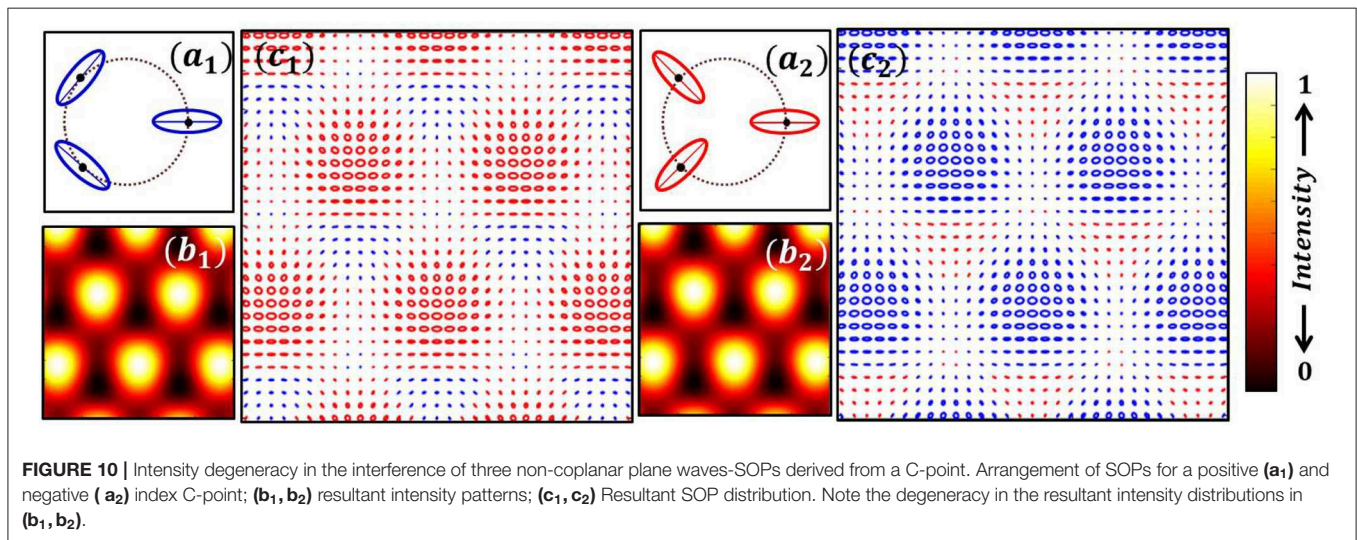 (a₁)
(c₁)
(b₁)
(a₂)
(c₂)
(b₂)
1
Intensity
0
FIGURE 10 | Intensity degeneracy in the interference of three non-coplanar plane waves-SOPs derived from a C-point. Arrangement of SOPs for a positive (a₁) and
negative ( a₂) index C-point; (b₁, b₂) resultant intensity patterns; (c₁, c₂) Resultant SOP distribution. Note the degeneracy in the resultant intensity distributions in
(b₁, b₂).